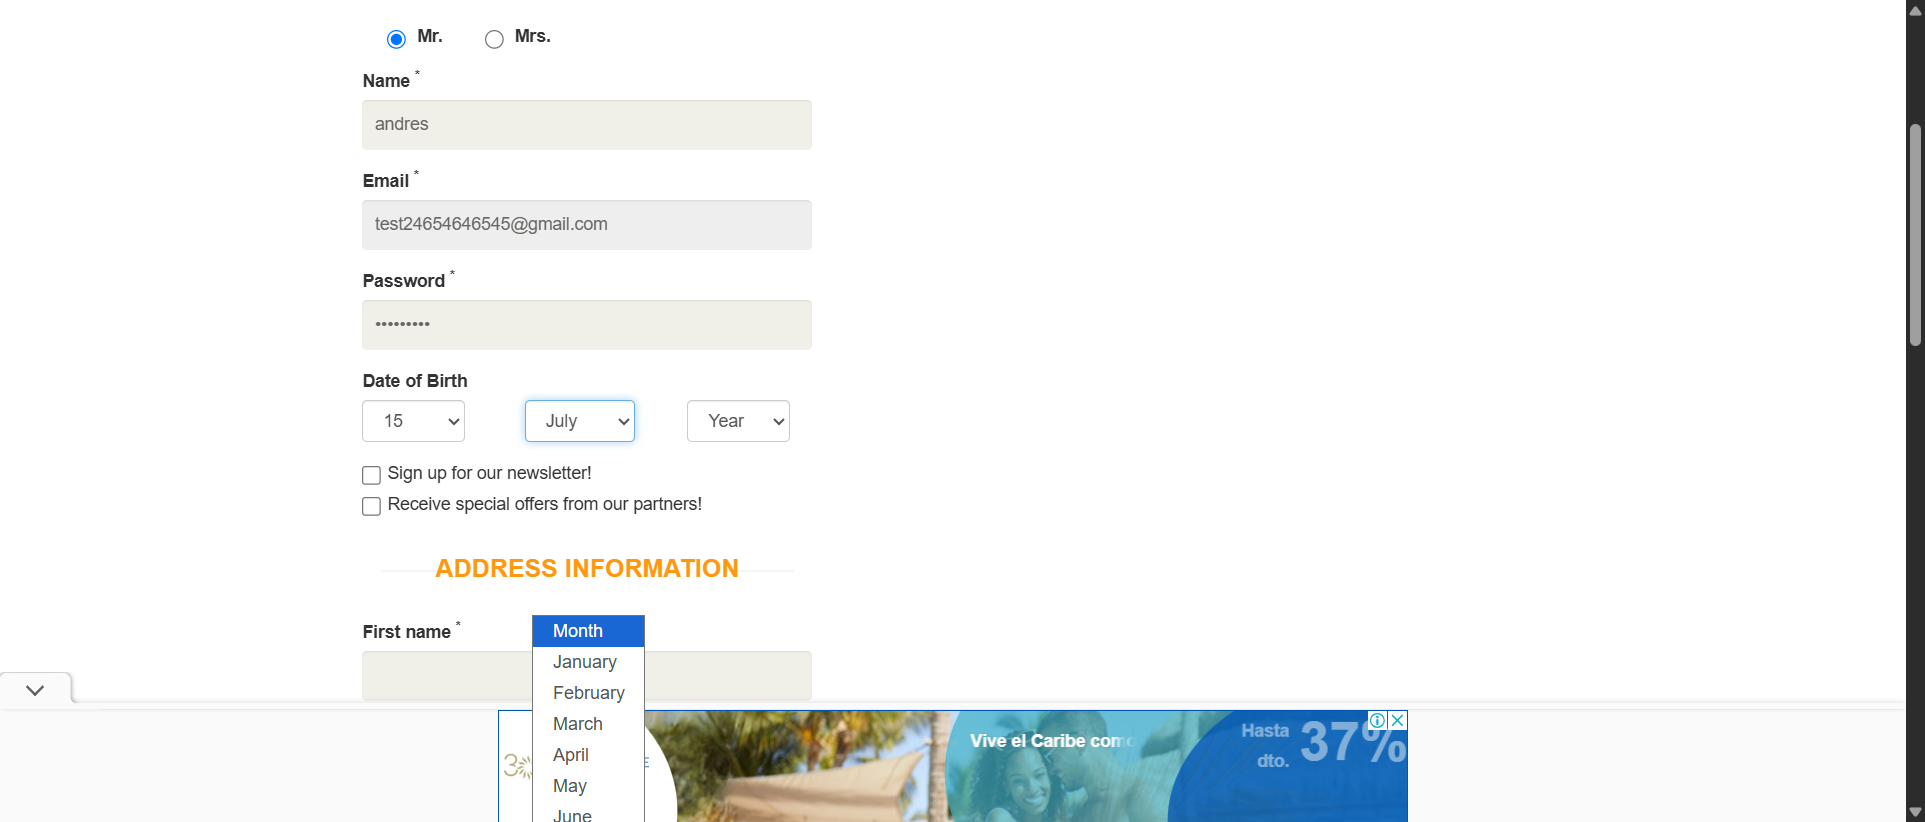 Mr.
Mrs.
Name *
andres
Email *
test24654646545@gmail.com
Password *
•••••••••
Date of Birth
15
July
Year
Sign up for our newsletter!
Receive special offers from our partners!
ADDRESS INFORMATION
First name *
Month
January
February
March
April
May
June
Vive el Caribe como
Hasta
dto.
37%